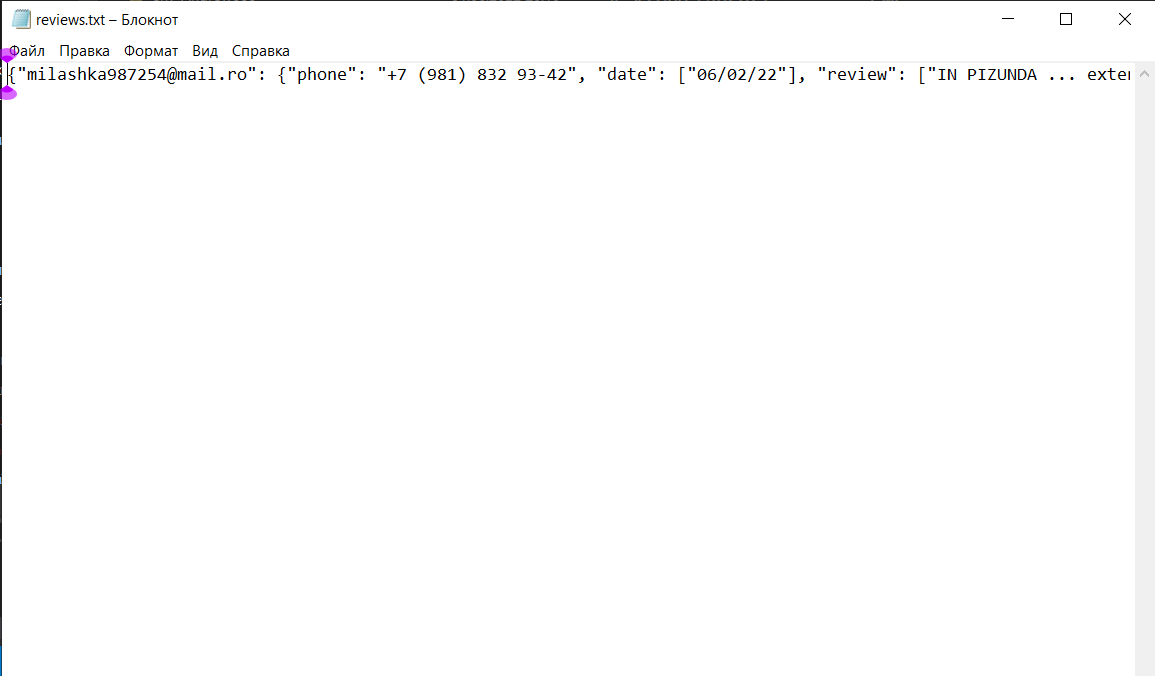 reviews.txt – Блокнот
Файл Правка Формат Вид Справка
{"milashka987254@mail.ro": {"phone": "+7 (981) 832 93-42", "date": ["06/02/22"], "review": ["IN PIZUNDA ...